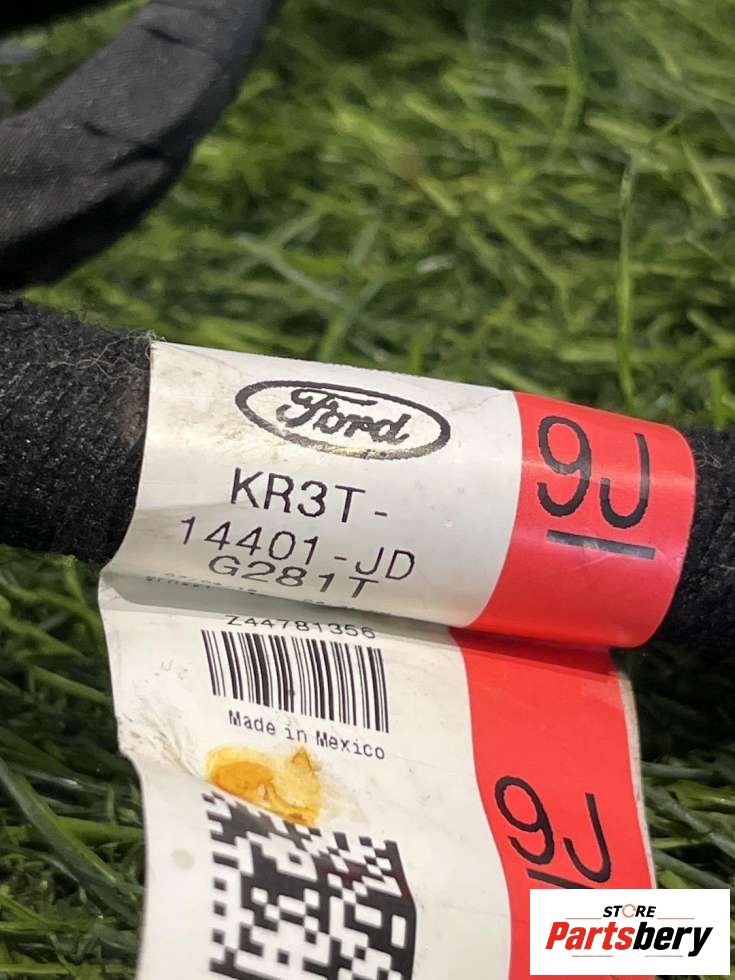 Ford
KR3T-
14401-JD
G281T
9J
Z44781356
Made in Mexico
9J
STORE
Partsbery